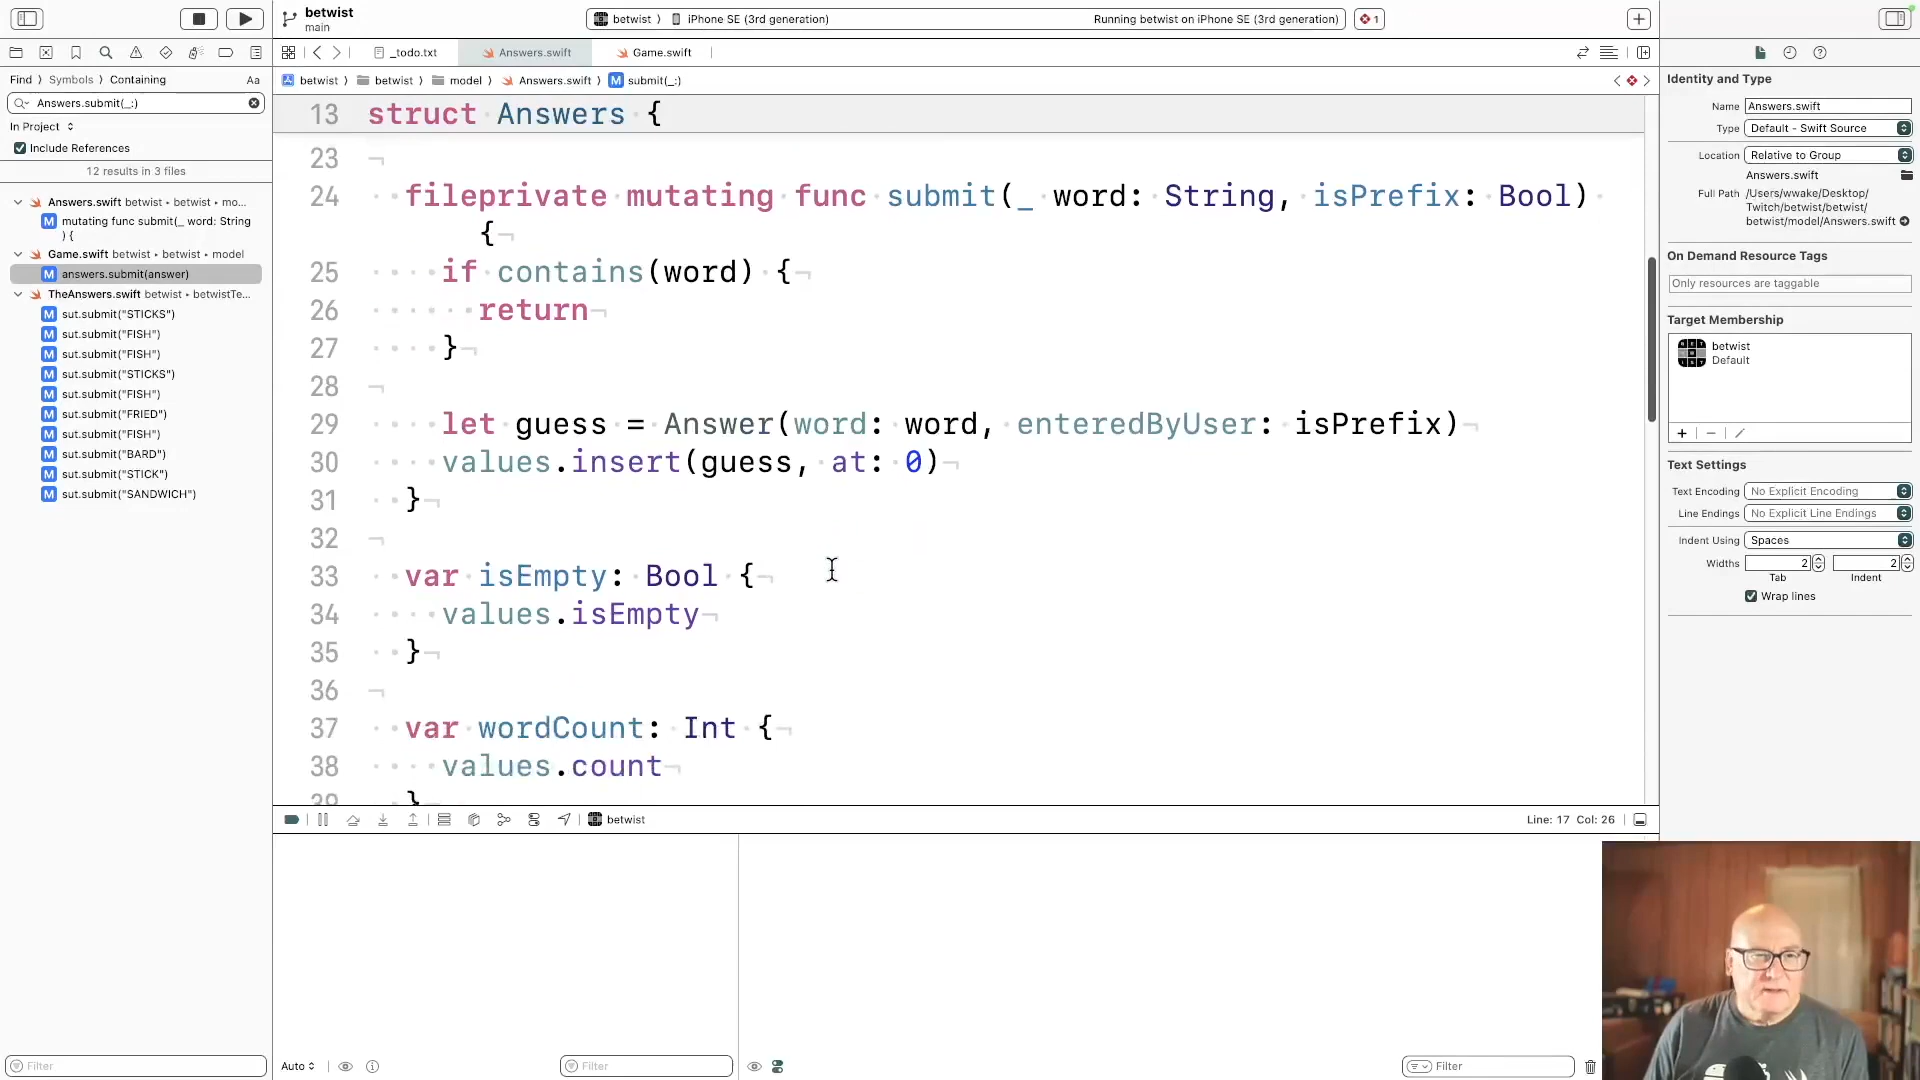 betwist
main
betwist
iPhone SE (3rd generation)
Running betwist on iPhone SE (3rd generation)
1
_todo.txt
Answers.swift
Game.swift
Find
Symbols
Containing
Aa
betwist
betwist
model
Answers.swift
submit(_:)
Answers.submit(_:)
In Project
Include References
12 results in 3 files
Answers.swift betwist • betwist • mo...
mutating func submit(_ word: String
) {
Game.swift betwist • betwist • model
answers.submit(answer)
TheAnswers.swift betwist • betwistTe...
sut.submit("STICKS")
sut.submit("FISH")
sut.submit("FISH")
sut.submit("STICKS")
sut.submit("FISH")
sut.submit("FRIED")
sut.submit("FISH")
sut.submit("BARD")
sut.submit("STICK")
sut.submit("SANDWICH")
Filter
13 struct Answers {
23
24 fileprivate mutating func submit(_ word: String, isPrefix: Bool)
{
25 if contains(word) {
26 return
27 }
28
29 let guess = Answer(word: word, enteredByUser: isPrefix)
30 values.insert(guess, at: 0)
31 }
32
33 var isEmpty: Bool {
34 values.isEmpty
35 }
36
37 var wordCount: Int {
38 values.count
39 }
betwist
Line: 17 Col: 26
Auto
Filter
Filter
Identity and Type
Name Answers.swift
Type Default - Swift Source
Location Relative to Group
Answers.swift
Full Path /Users/wwake/Desktop/
Twitch/betwist/betwist/
betwist/model/Answers.swift
On Demand Resource Tags
Only resources are taggable
Target Membership
betwist
Default
Text Settings
Text Encoding No Explicit Encoding
Line Endings No Explicit Line Endings
Indent Using Spaces
Widths 2 2
Tab Indent
Wrap lines